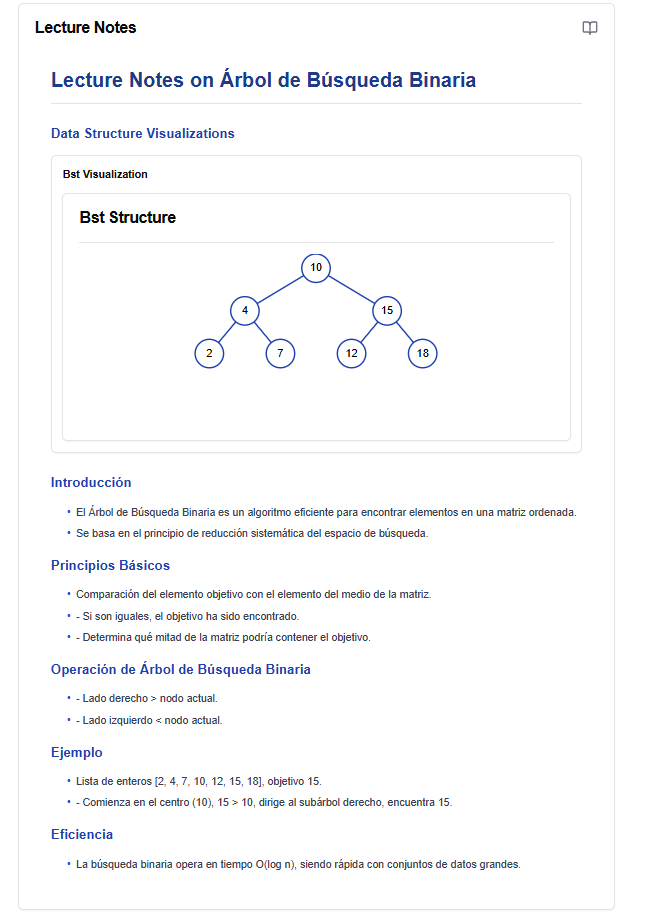 Lecture Notes
Lecture Notes on Árbol de Búsqueda Binaria
Data Structure Visualizations
Bst Visualization
Bst Structure
10
4
15
2
7
12
18
Introducción
• El Árbol de Búsqueda Binaria es un algoritmo eficiente para encontrar elementos en una matriz ordenada.
• Se basa en el principio de reducción sistemática del espacio de búsqueda.
Principios Básicos
• Comparación del elemento objetivo con el elemento del medio de la matriz.
• - Si son iguales, el objetivo ha sido encontrado.
• - Determina qué mitad de la matriz podría contener el objetivo.
Operación de Árbol de Búsqueda Binaria
• - Lado derecho > nodo actual.
• - Lado izquierdo < nodo actual.
Ejemplo
• Lista de enteros [2, 4, 7, 10, 12, 15, 18], objetivo 15.
• - Comienza en el centro (10), 15 > 10, dirige al subárbol derecho, encuentra 15.
Eficiencia
• La búsqueda binaria opera en tiempo O(log n), siendo rápida con conjuntos de datos grandes.